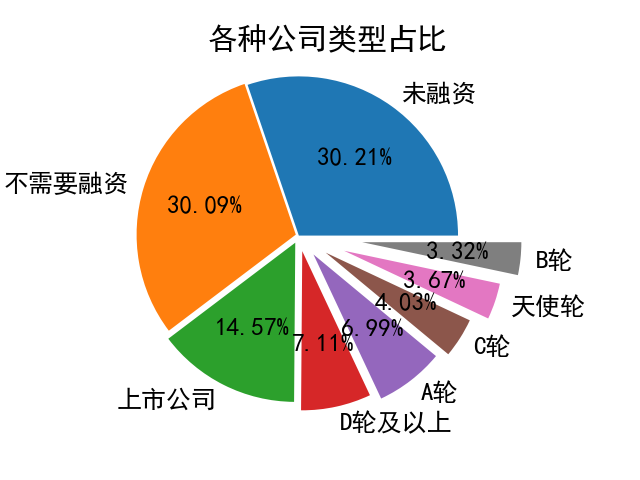 各种公司类型占比
未融资
30.21%
不需要融资
30.09%
上市公司
14.57%
D轮及以上
7.11%
A轮
6.99%
C轮
4.03%
天使轮
3.67%
B轮
3.32%